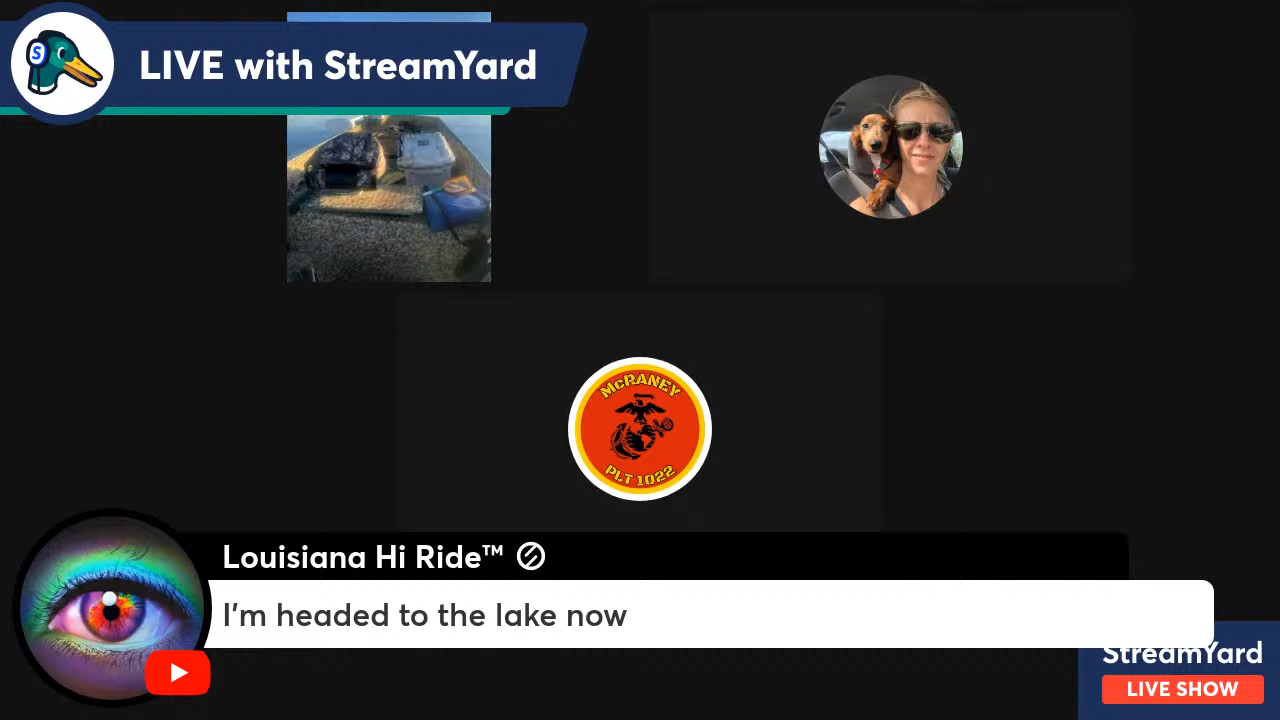 S
LIVE with StreamYard
McRANEY
PLT 1022
Louisiana Hi Ride™
I'm headed to the lake now
StreamYard
LIVE SHOW